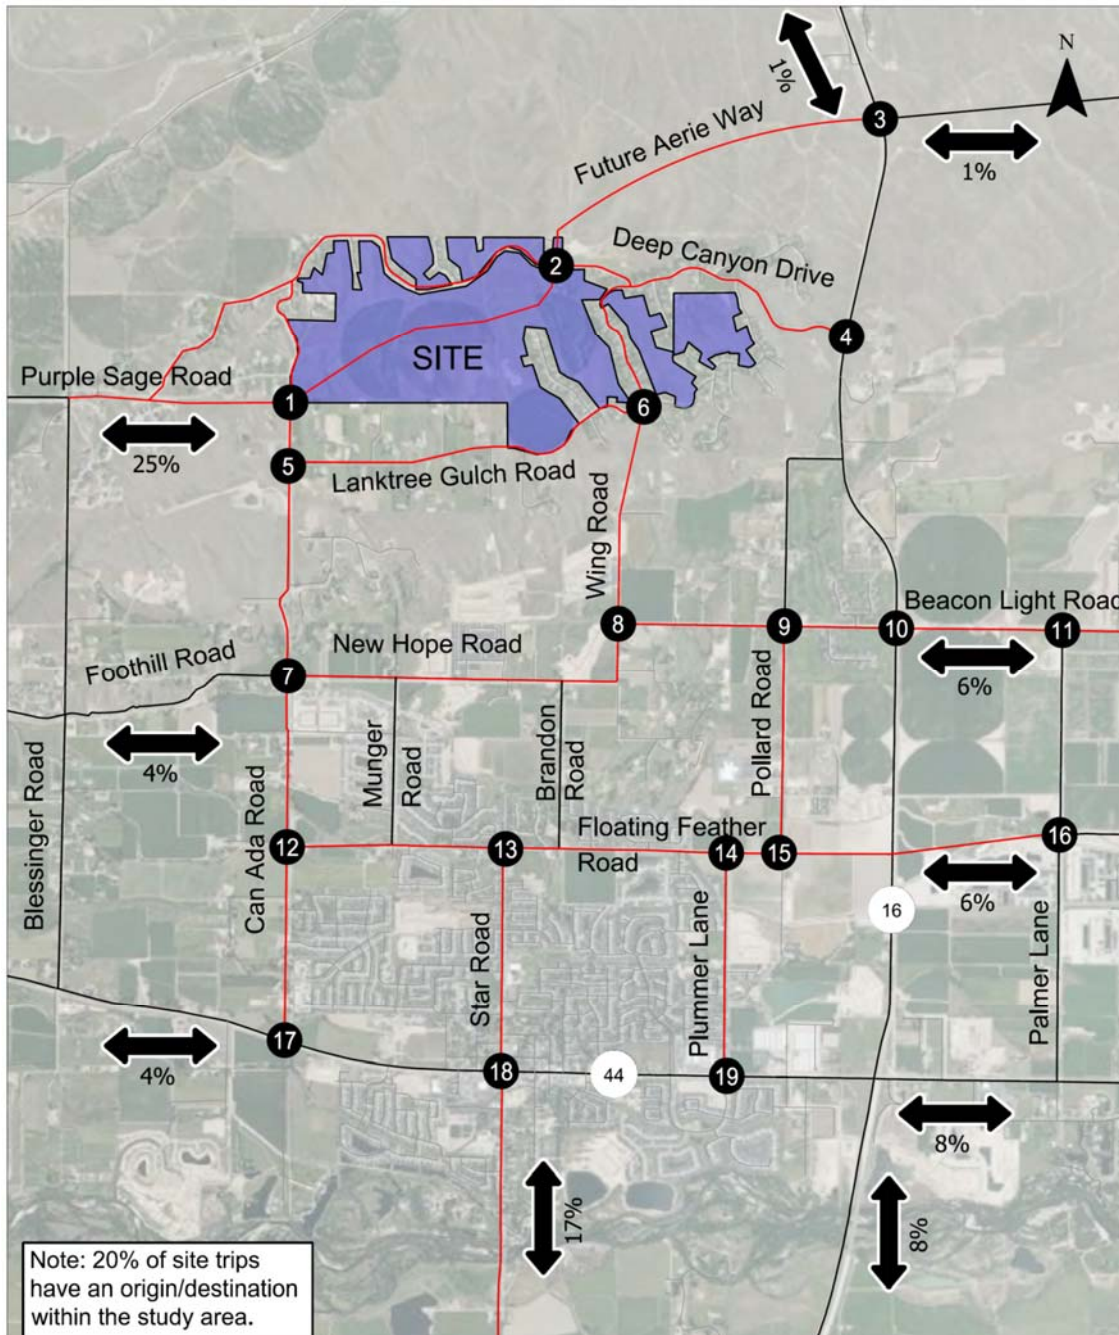 1%
N
3
Future Aerie Way
1%
2
Deep Canyon Drive
4
SITE
Purple Sage Road
1
6
25%
5
Lanktree Gulch Road
Wing Road
Beacon Light Road
8
9
10
11
New Hope Road
Foothill Road
7
6%
4%
Munger
Road
Brandon
Road
Pollard Road
Blessinger Road
Can Ada Road
Floating Feather
Road
12
13
14
15
16
6%
16
Star Road
Plummer Lane
Palmer Lane
17
4%
18
44
19
8%
17%
8%
Note: 20% of site trips
have an origin/destination
within the study area.